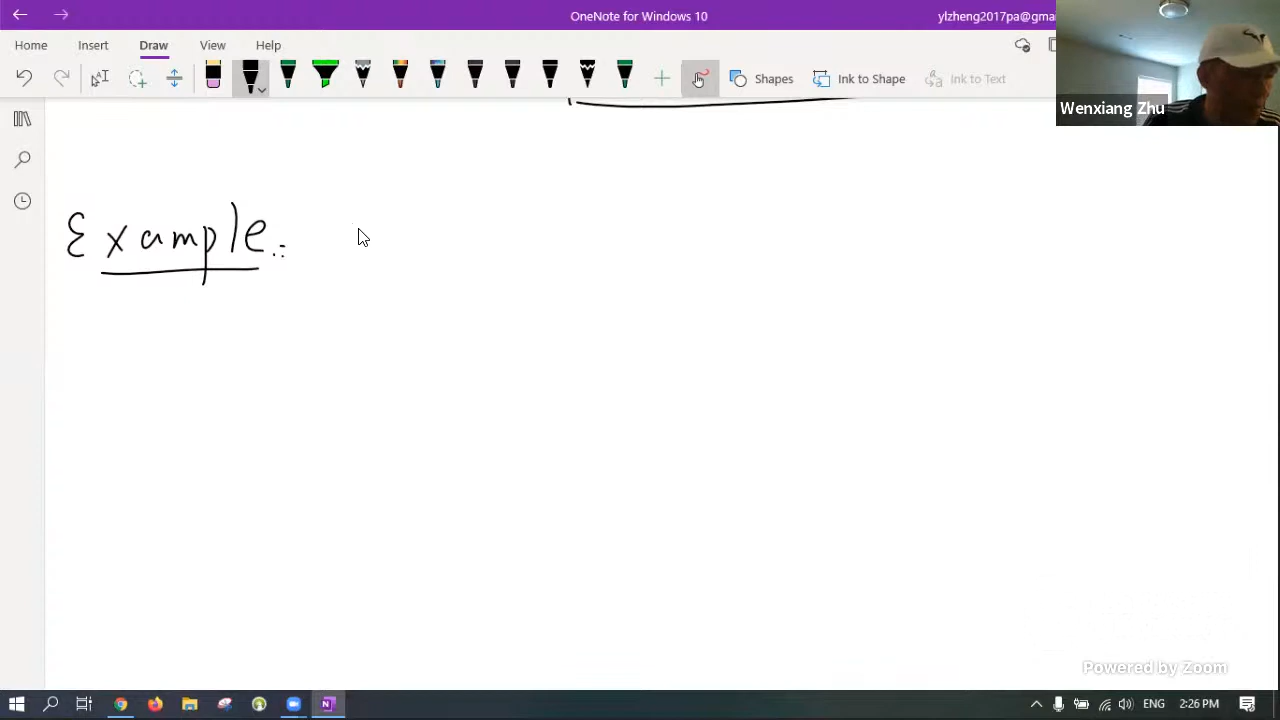 OneNote for Windows 10
ylzheng2017pa@gma
Home Insert Draw View Help
Shapes Ink to Shape Ink to Text
Wenxiang Zhu
Example:
Powered by Zoom
ENG 2:26 PM